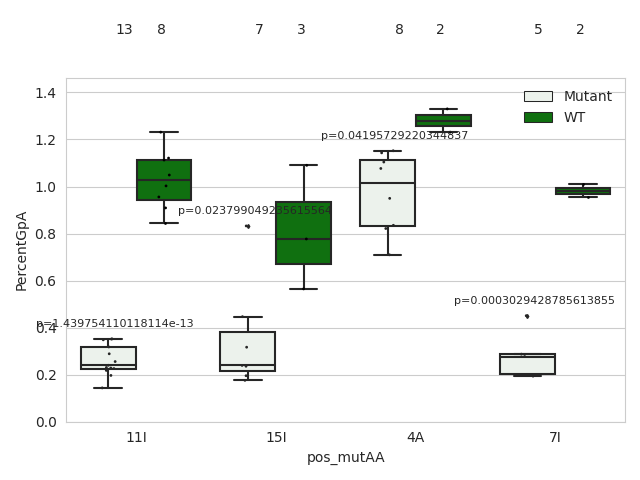 13 8 7 3 8 2 5 2
1.4
1.2
1.0
0.8
0.6
0.4
0.2
0.0
PercentGpA
Mutant
WT
p=0.04195729220344837
p=0.023799049285615564
p=0.0003029428785613855
p=1.439754110118114e-13
11I 15I 4A 7I
pos_mutAA